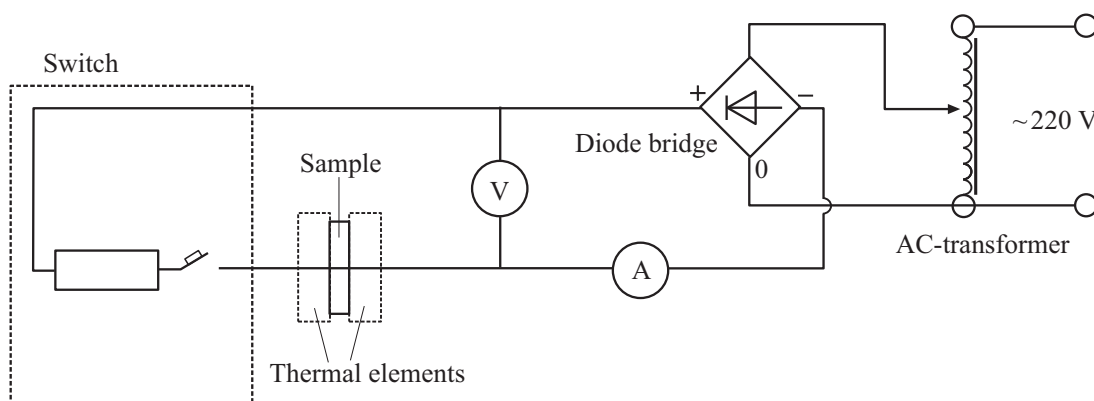 Switch
Sample
V
A
+
−
Diode bridge
0
~220 V
AC-transformer
Thermal elements